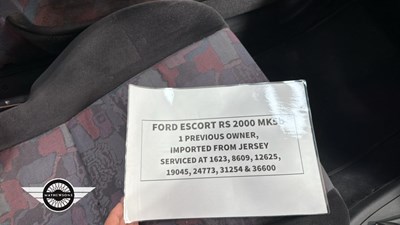 FORD ESCORT RS 2000 MK5
1 PREVIOUS OWNER,
IMPORTED FROM JERSEY
SERVICED AT 1623, 8609, 12625,
19045, 24773, 31254 & 36600
MATHEWSONS